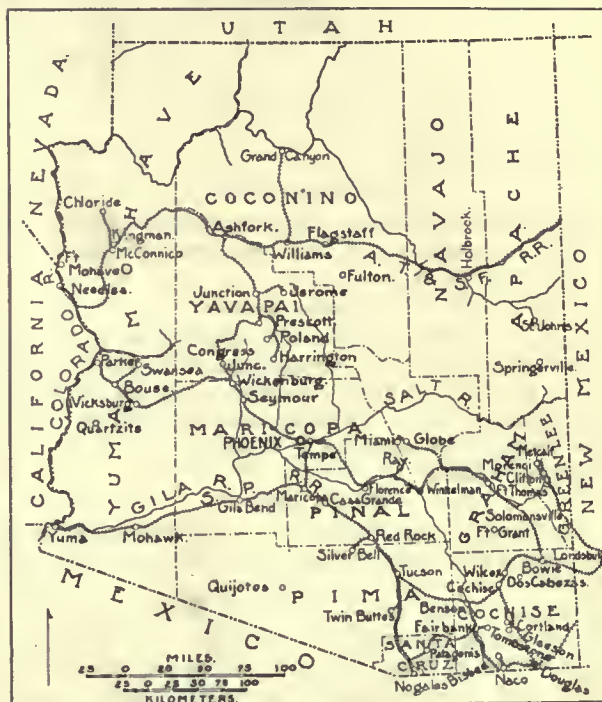 UTAH
NEVADA.
MOHAVE
Grand Canyon
COCONINO
NAVAJO
APACHE
Chloride
Kingman.
McConnico
Ashfork.
Williams
Flagstaff
A.T.& S.F. R.R.
Holbrook.
Fulton.
Ft
Mohave
Needles.
St Johns
Springerville.
Junction
Jerome
YAVAPAI
Prescott
Poland
Harrington
Congress
Junc.
Wickenburg
Seymour
CALIFORNIA
COLORADO R.
Parker
Swansea
Bouse
Vicksburg
Quartzite
YUMA
MARICOPA
SALT R.
PHOENIX
Tempe
Miami
Globe
Ray
NEW MEXICO
GREENLEE
GRAHAM
Metcalf
Morenci
Clifton
Ft Thomas
Solomonsville
Ft Grant
GILA R.
S. P. R.R.
Gila Bend
Maricopa
Casa Grande
Florence
Winkelman
PINAL
Yuma
Mohawk
Red Rock
Silver Bell
Lordsburg
Bowie
Dos Cabezas.
Wilcox
Cochise
Tucson
PIMA
Quijotoa
Twin Buttes
Benson
Fairbank
COCHISE
Cortland
Gleeson
Tombstone
SANTA
CRUZ
Patagonia
Nogales
Bisbee
Naco
Douglas
MEXICO
MILES.
25 0 25 50 75 100
25 0 25 50 75 100
KILOMETERS.